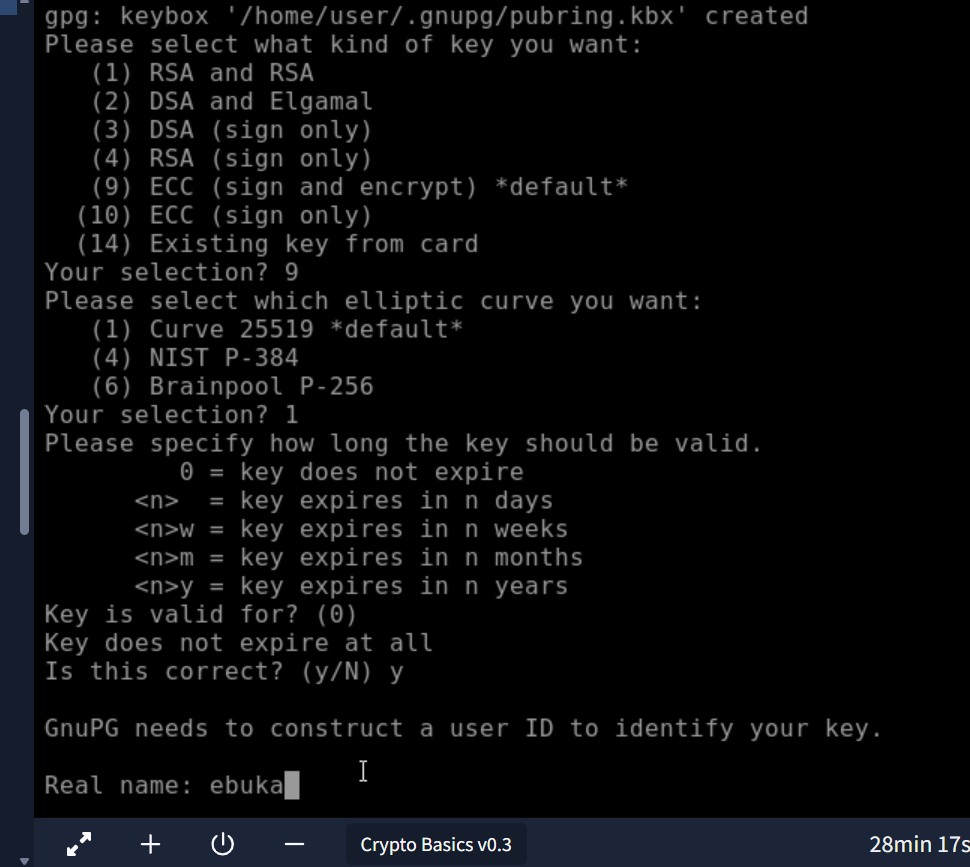 gpg: keybox '/home/user/.gnupg/pubring.kbx' created
Please select what kind of key you want:
   (1) RSA and RSA
   (2) DSA and Elgamal
   (3) DSA (sign only)
   (4) RSA (sign only)
   (9) ECC (sign and encrypt) *default*
  (10) ECC (sign only)
  (14) Existing key from card
Your selection? 9
Please select which elliptic curve you want:
   (1) Curve 25519 *default*
   (4) NIST P-384
   (6) Brainpool P-256
Your selection? 1
Please specify how long the key should be valid.
         0 = key does not expire
      <n>  = key expires in n days
      <n>w = key expires in n weeks
      <n>m = key expires in n months
      <n>y = key expires in n years
Key is valid for? (0)
Key does not expire at all
Is this correct? (y/N) y
GnuPG needs to construct a user ID to identify your key.
Real name: ebuka
Crypto Basics v0.3
28min 17s